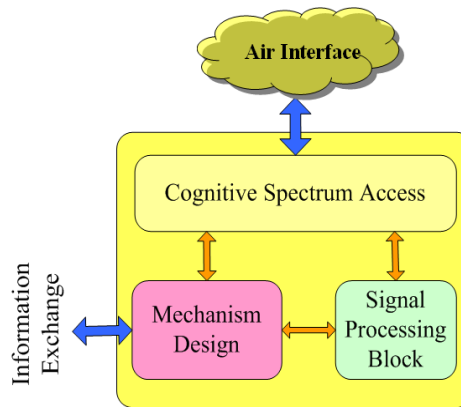 Air Interface
Cognitive Spectrum Access
Mechanism
Design
Signal
Processing
Block
Information
Exchange